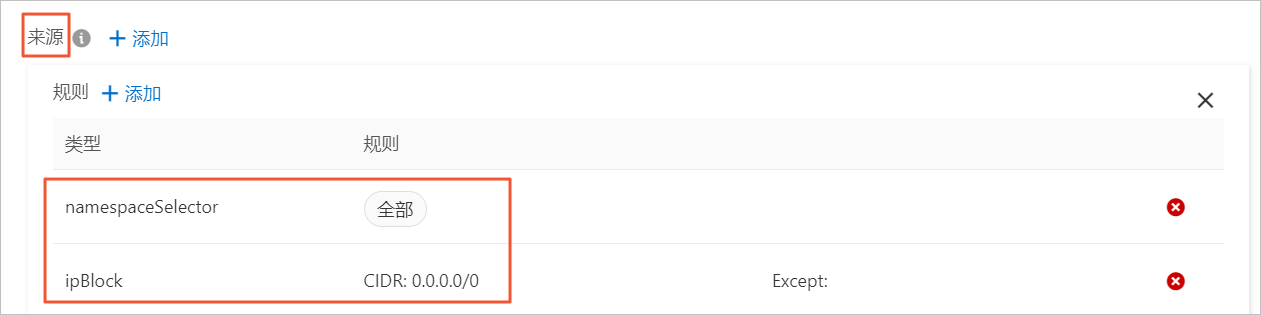 来源 + 添加
规则 + 添加
类型 规则
namespaceSelector 全部
ipBlock CIDR: 0.0.0.0/0 Except: